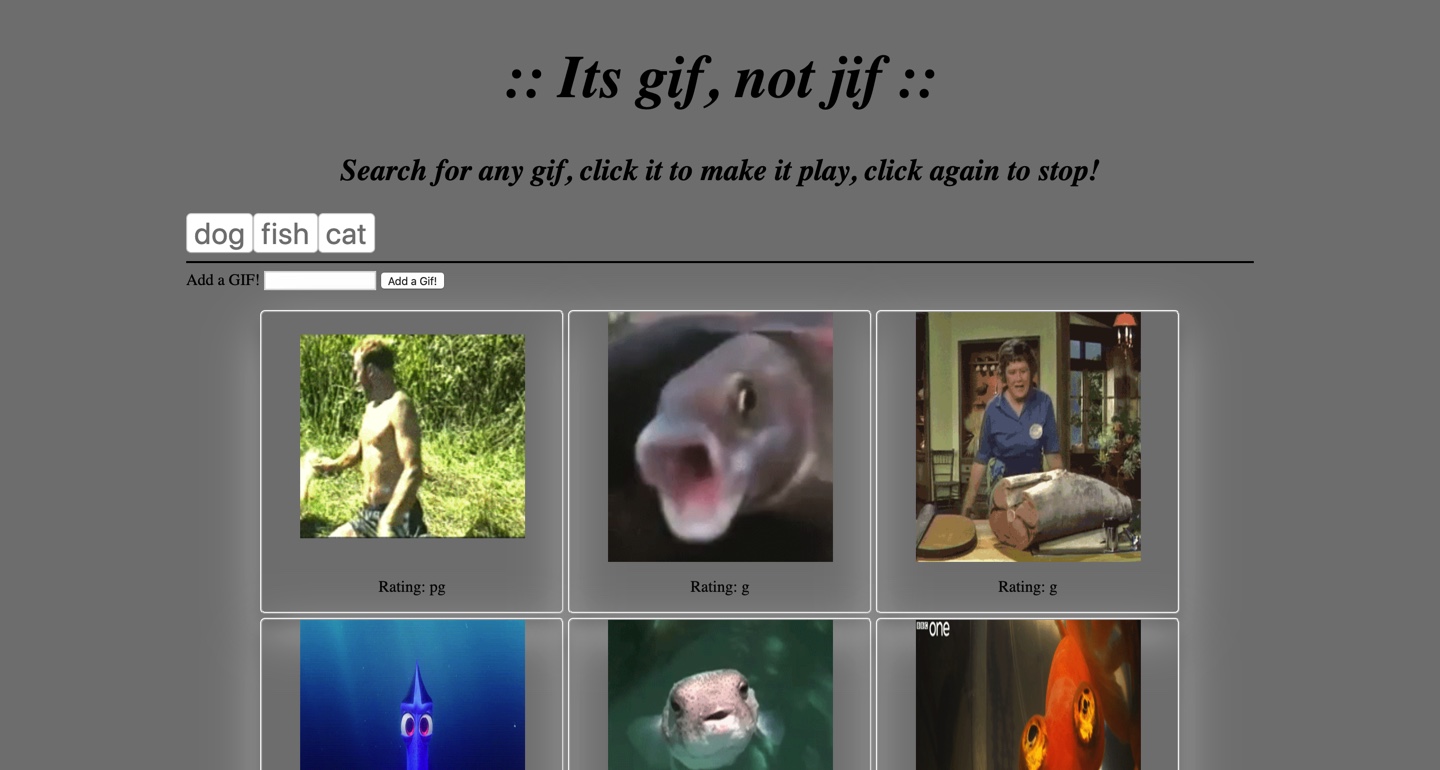 :: Its gif, not jif ::
Search for any gif, click it to make it play, click again to stop!
dog fish cat
Add a GIF! Add a Gif!
Rating: pg Rating: g Rating: g
BBC one